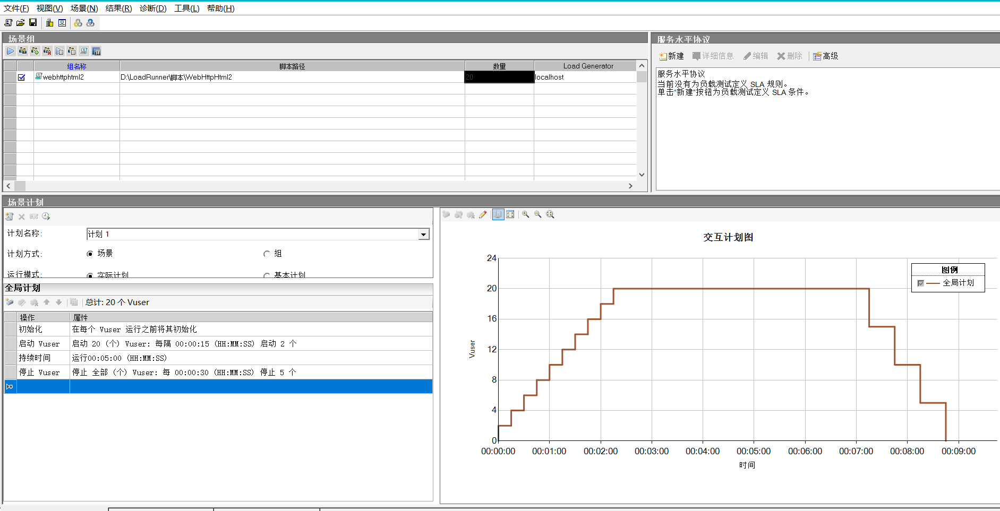 文件(F) 视图(V) 场景(N) 结果(R) 诊断(D) 工具(L) 帮助(H)
场景组
组名称 脚本路径 数量 Load Generator
webhttphtml2 D:\LoadRunner\脚本\WebHttpHtml2 20 localhost
服务水平协议
新建 详细信息 编辑 删除 高级
服务水平协议
当前没有为负载测试定义 SLA 规则。
单击“新建”按钮为负载测试定义 SLA 条件。
场景计划
计划名称: 计划 1
计划方式: 场景 组
运行模式: 实际计划 基本计划
全局计划
总计: 20 个 Vuser
操作 属性
初始化 在每个 Vuser 运行之前将其初始化
启动 Vuser 启动 20 (个) Vuser: 每隔 00:00:15 (HH:MM:SS) 启动 2 个
持续时间 运行00:05:00 (HH:MM:SS)
停止 Vuser 停止 全部 (个) Vuser: 每 00:00:30 (HH:MM:SS) 停止 5 个
交互计划图
图例
全局计划
24
20
16
12
8
4
0
Vuser
00:00:00 00:01:00 00:02:00 00:03:00 00:04:00 00:05:00 00:06:00 00:07:00 00:08:00 00:09:00
时间